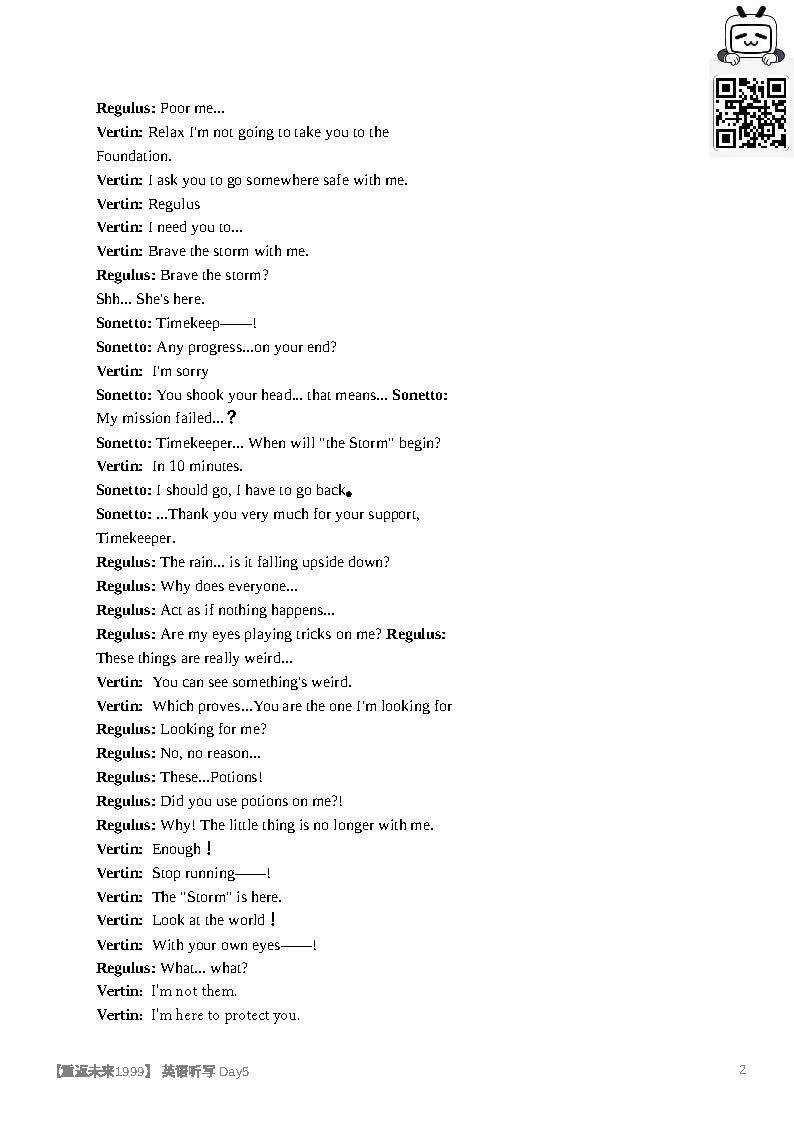 Regulus: Poor me...
Vertin: Relax I'm not going to take you to the
Foundation.
Vertin: I ask you to go somewhere safe with me.
Vertin: Regulus
Vertin: I need you to...
Vertin: Brave the storm with me.
Regulus: Brave the storm?
Shh... She's here.
Sonetto: Timekeep——!
Sonetto: Any progress...on your end?
Vertin: I'm sorry
Sonetto: You shook your head... that means... Sonetto:
My mission failed...？
Sonetto: Timekeeper... When will "the Storm" begin?
Vertin: In 10 minutes.
Sonetto: I should go, I have to go back。
Sonetto: ...Thank you very much for your support,
Timekeeper.
Regulus: The rain... is it falling upside down?
Regulus: Why does everyone...
Regulus: Act as if nothing happens...
Regulus: Are my eyes playing tricks on me? Regulus:
These things are really weird...
Vertin: You can see something's weird.
Vertin: Which proves...You are the one I'm looking for
Regulus: Looking for me?
Regulus: No, no reason...
Regulus: These...Potions!
Regulus: Did you use potions on me?!
Regulus: Why! The little thing is no longer with me.
Vertin: Enough！
Vertin: Stop running——!
Vertin: The "Storm" is here.
Vertin: Look at the world！
Vertin: With your own eyes——!
Regulus: What... what?
Vertin: I'm not them.
Vertin: I'm here to protect you.
【重返未来1999】 英语听写 Day5
2